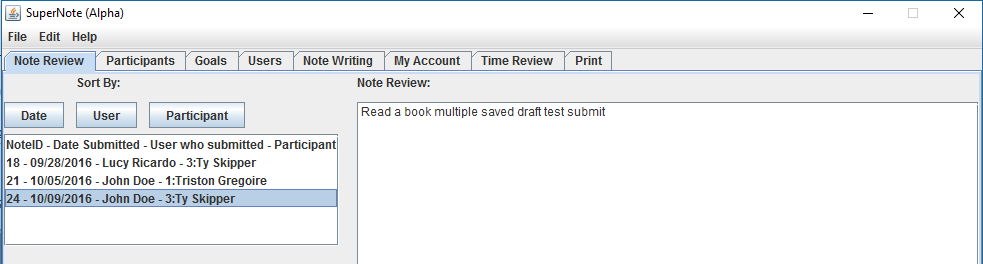 SuperNote (Alpha)
File Edit Help
Note Review Participants Goals Users Note Writing My Account Time Review Print
Sort By:
Note Review:
Date User Participant
Read a book multiple saved draft test submit
NoteID - Date Submitted - User who submitted - Participant
18 - 09/28/2016 - Lucy Ricardo - 3:Ty Skipper
21 - 10/05/2016 - John Doe - 1:Triston Gregoire
24 - 10/09/2016 - John Doe - 3:Ty Skipper